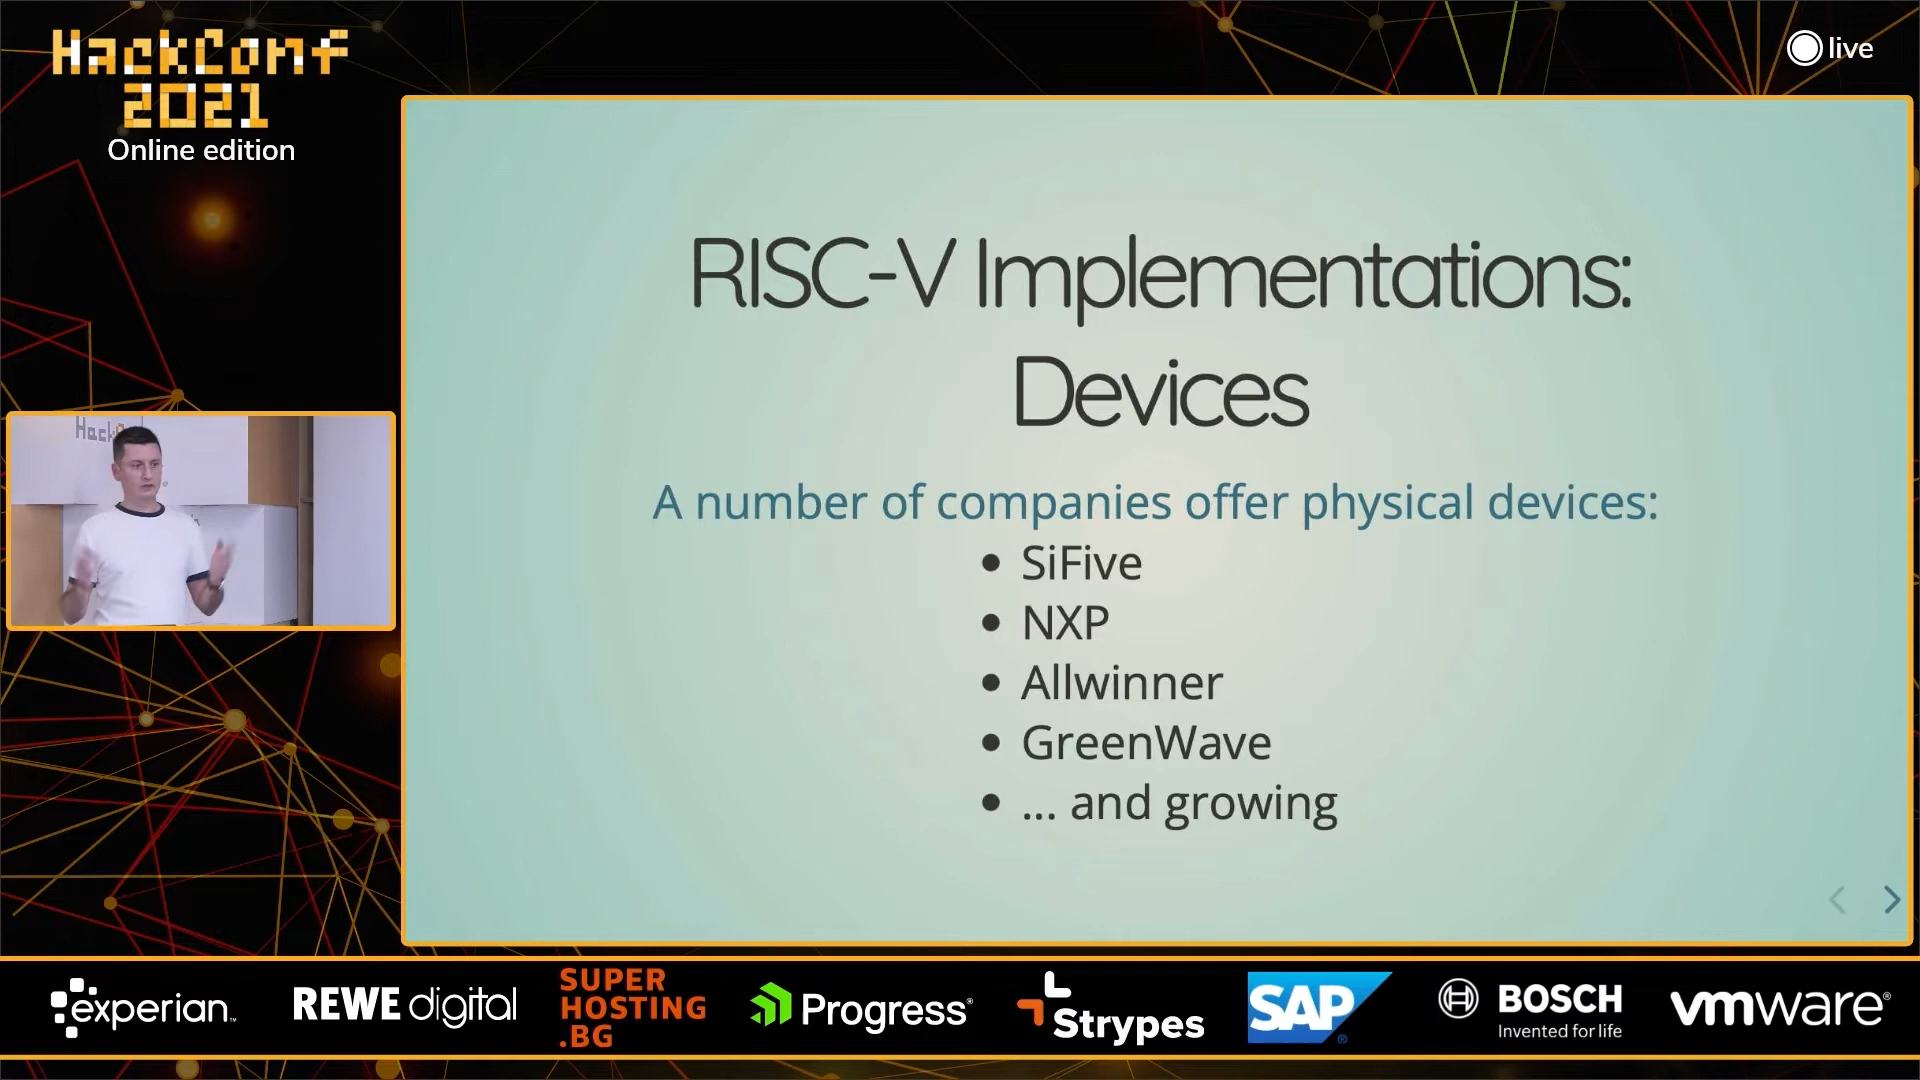 HackConf
2021
Online edition
live
RISC-V Implementations:
Devices
A number of companies offer physical devices:
• SiFive
• NXP
• Allwinner
• GreenWave
• ... and growing
experian™
REWE digital
SUPER
HOSTING
.BG
Progress®
Strypes
SAP®
BOSCH
Invented for life
vmware®